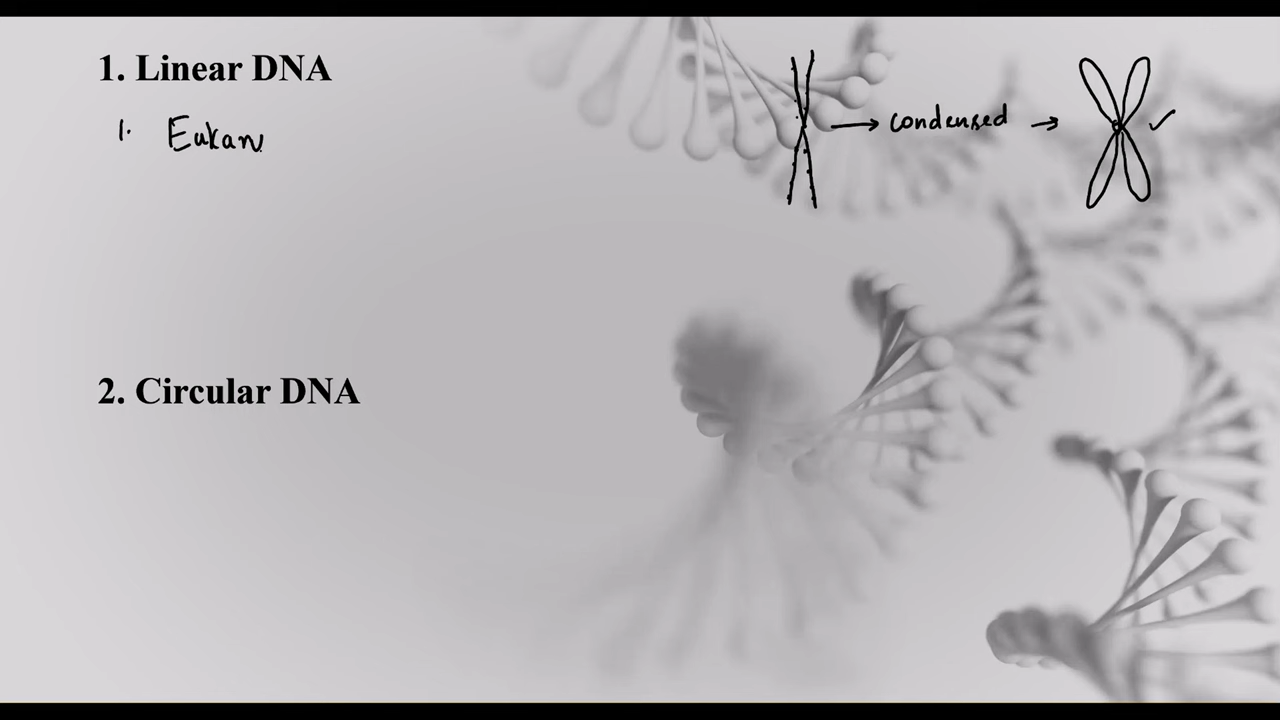 1. Linear DNA
1. Eukar
→ condensed →
2. Circular DNA